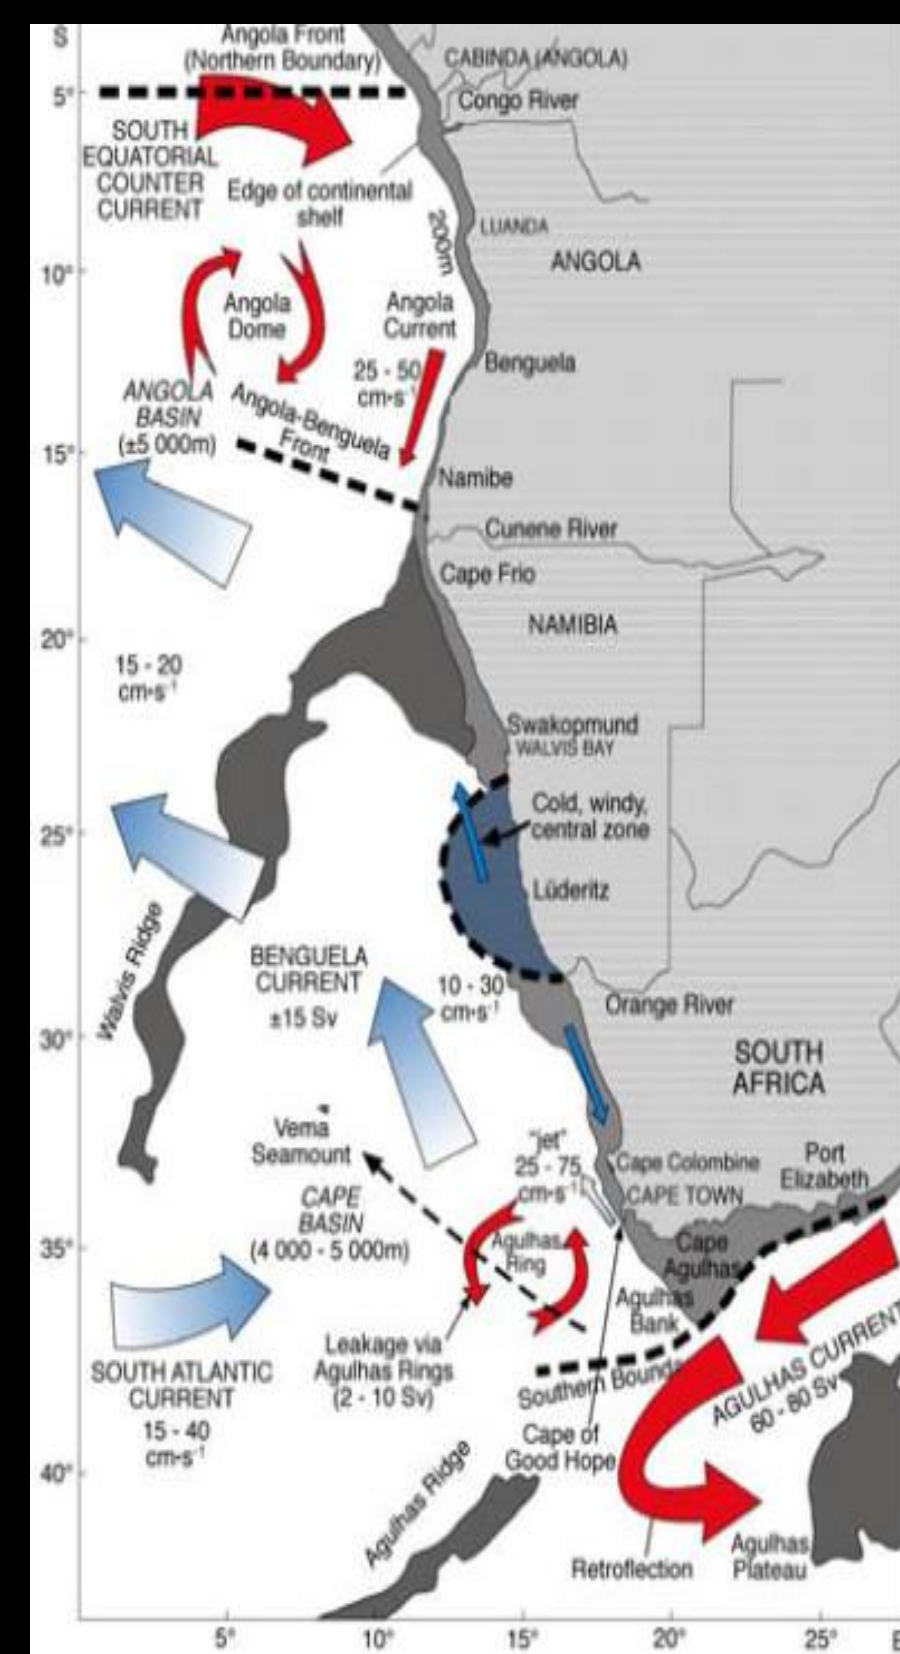 S
Angola Front
(Northern Boundary)
CABINDA (ANGOLA)
5°
Congo River
SOUTH
EQUATORIAL
COUNTER
CURRENT
Edge of continental
shelf
200m
LUANDA
ANGOLA
10°
Angola
Dome
Angola
Current
25 - 50
cm·s⁻¹
Benguela
ANGOLA
BASIN
(±5 000m)
Angola-Benguela
Front
15°
Namibe
Cunene River
Cape Frio
NAMIBIA
20°
15 - 20
cm·s⁻¹
Swakopmund
WALVIS BAY
Cold, windy,
central zone
25°
Lüderitz
Walvis Ridge
BENGUELA
CURRENT
±15 Sv
10 - 30
cm·s⁻¹
Orange River
30°
SOUTH
AFRICA
Vema
Seamount
"jet"
25 - 75
cm·s⁻¹
Cape Colombine
CAPE TOWN
Port
Elizabeth
CAPE
BASIN
(4 000 - 5 000m)
35°
Agulhas
Ring
Cape
Agulhas
Agulhas
Bank
Leakage via
Agulhas Rings
(2 - 10 Sv)
SOUTH ATLANTIC
CURRENT
15 - 40
cm·s⁻¹
Southern Bounda
AGULHAS CURRENT
60 - 80 Sv
Cape of
Good Hope
40°
Agulhas Ridge
Retroflection
Agulhas
Plateau
5°
10°
15°
20°
25°
E